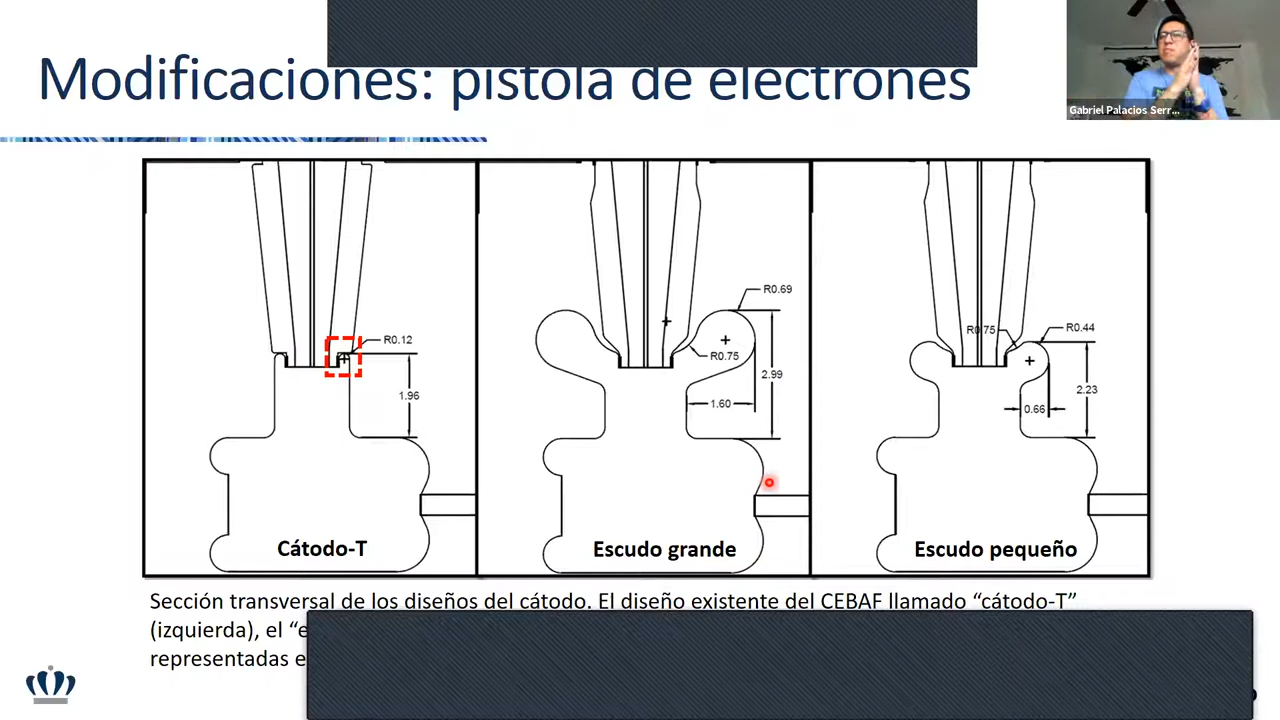 Modificaciones: pistola de electrones
Gabriel Palacios Serr...
R0.12
1.96
Cátodo-T
R0.69
R0.75
2.99
1.60
Escudo grande
R0.75
R0.44
2.23
0.66
Escudo pequeño
Sección transversal de los diseños del cátodo. El diseño existente del CEBAF llamado “cátodo-T”
(izquierda), el
representadas